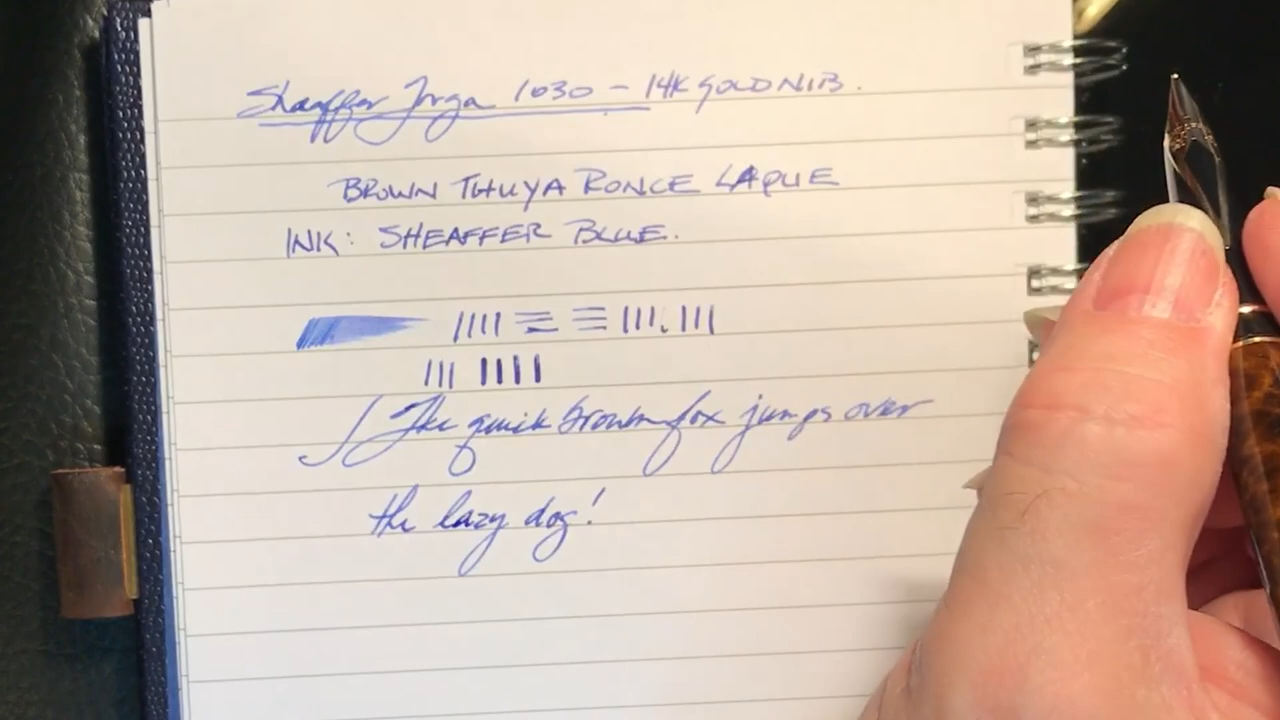 Sheaffer Targa 1030 – 14K GOLD NIB.
BROWN THUYA RONCE LAQUE
INK: SHEAFFER BLUE.
The quick brown fox jumps over
the lazy dog!